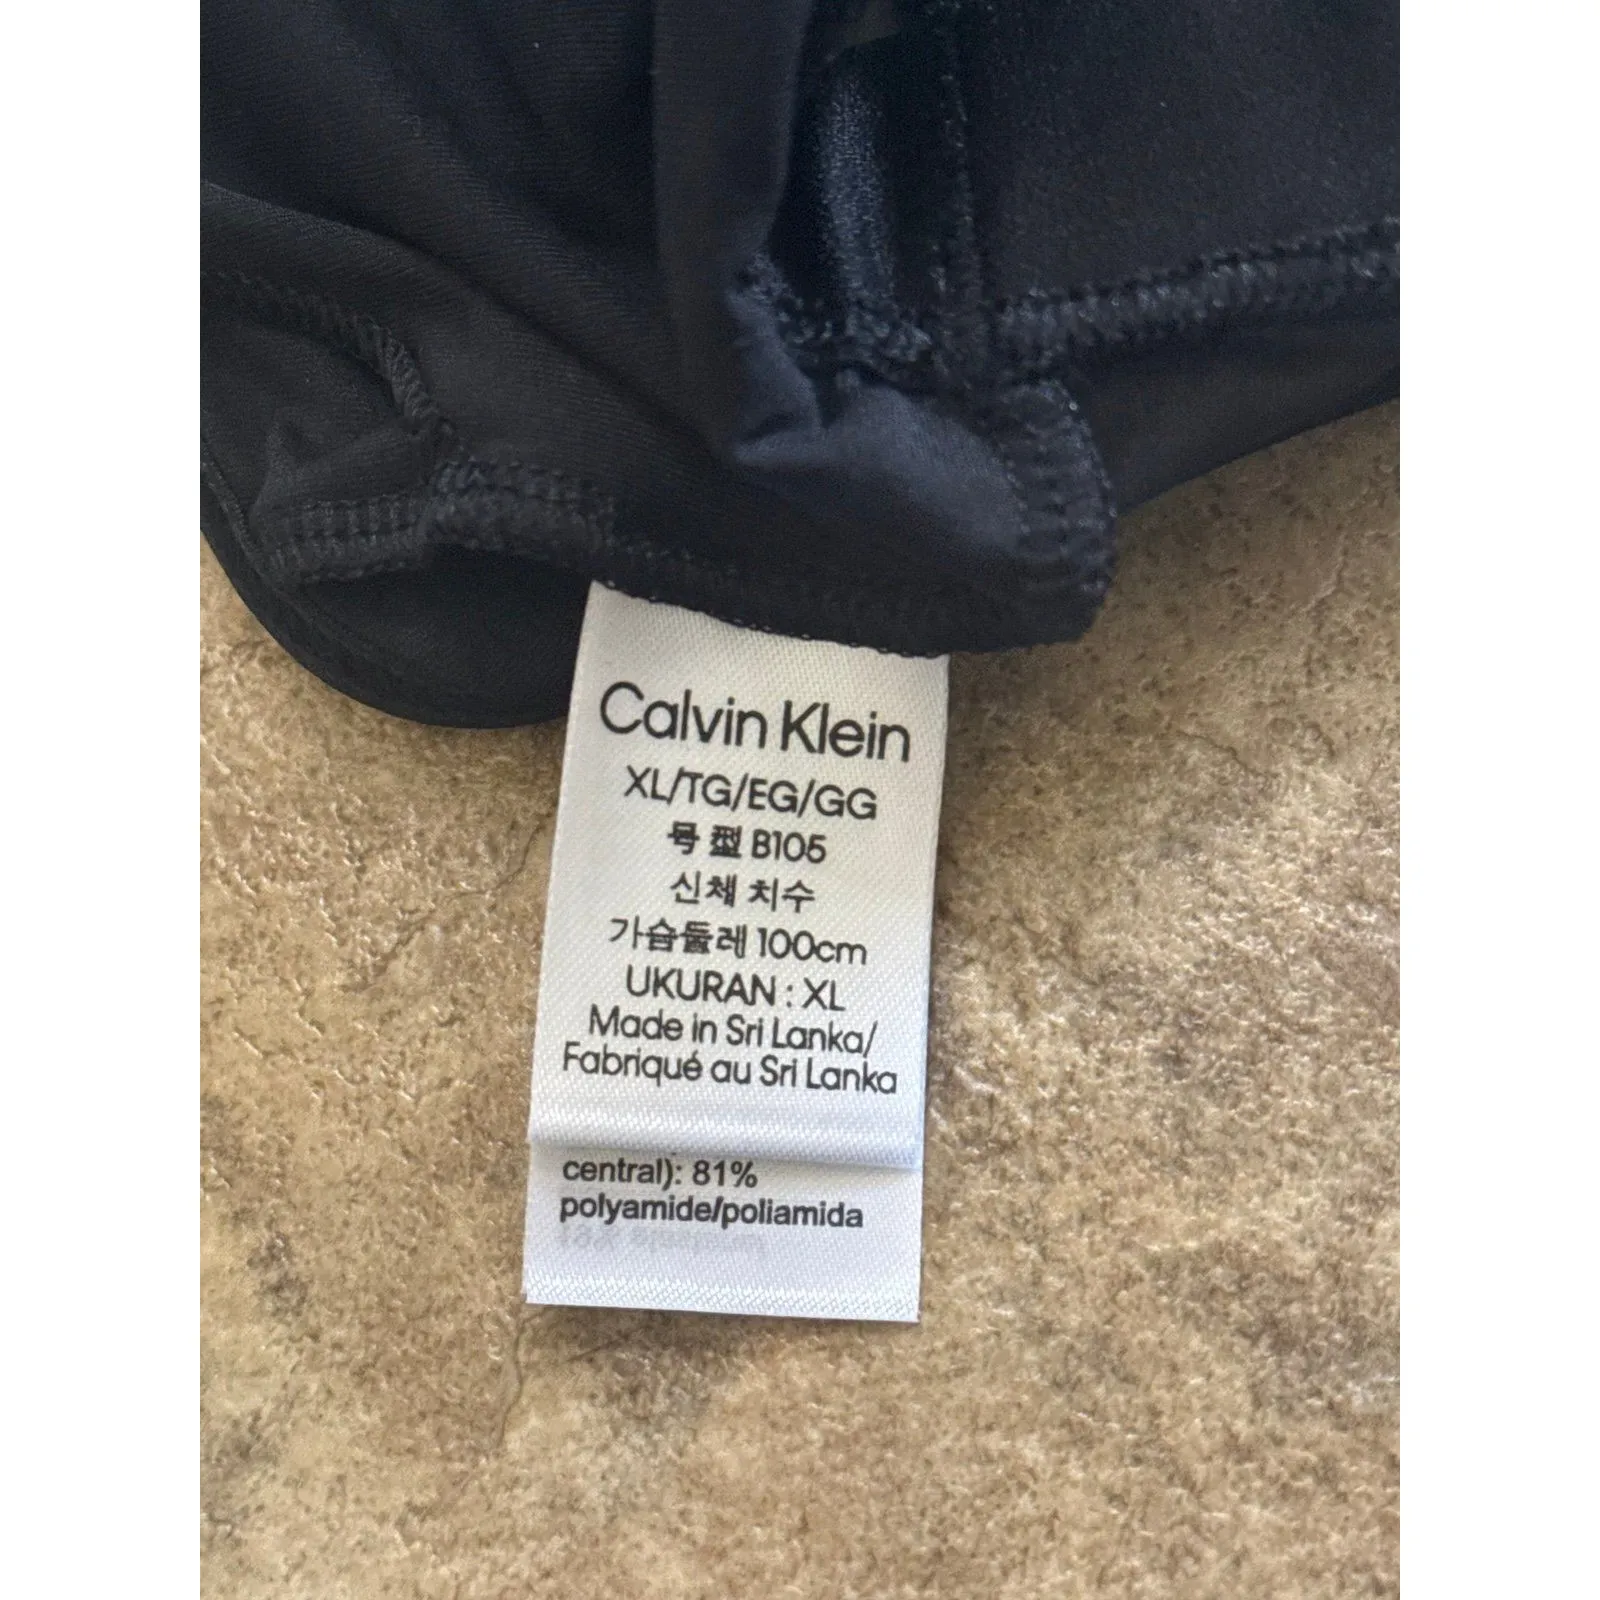 Calvin Klein
XL/TG/EG/GG
号型 B105
신체 치수
가슴둘레 100cm
UKURAN : XL
Made in Sri Lanka/
Fabriqué au Sri Lanka
central): 81%
polyamide/poliamida